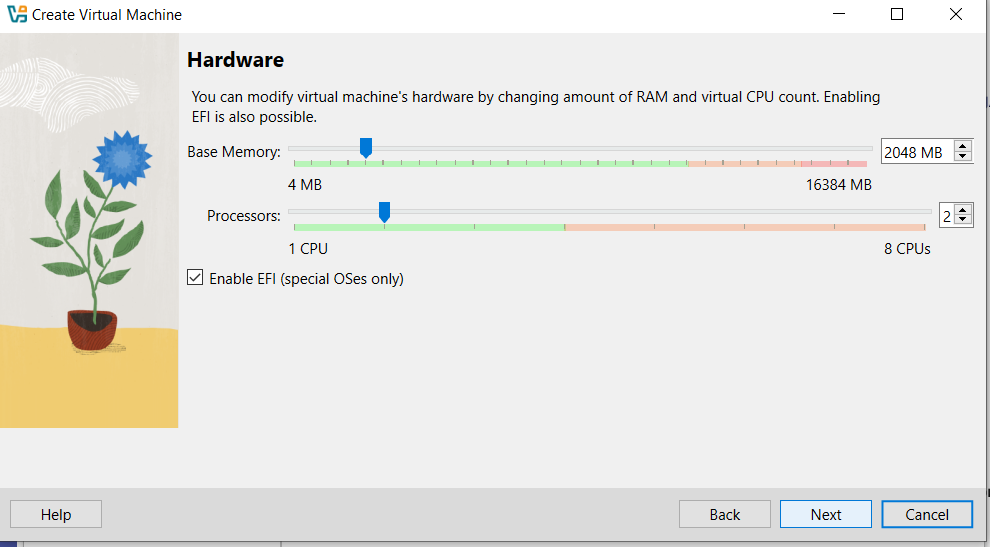 Create Virtual Machine
Hardware
You can modify virtual machine's hardware by changing amount of RAM and virtual CPU count. Enabling
EFI is also possible.
Base Memory: 2048 MB
4 MB 16384 MB
Processors: 2
1 CPU 8 CPUs
Enable EFI (special OSes only)
Help Back Next Cancel